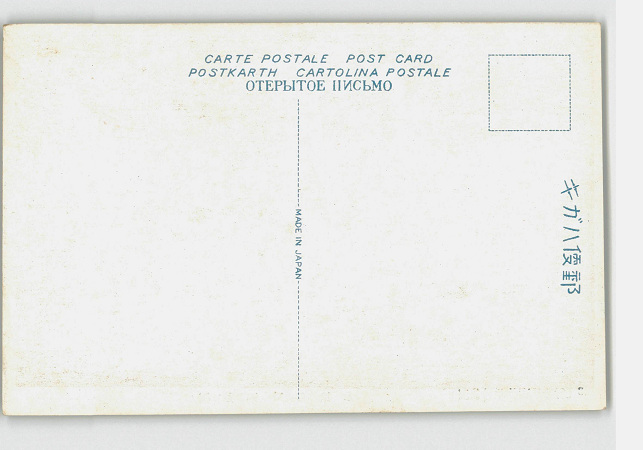 CARTE POSTALE POST CARD
POSTKARTH CARTOLINA POSTALE
ОТЕРЫТОЕ ПИСЬМО
MADE IN JAPAN
郵便ハガキ